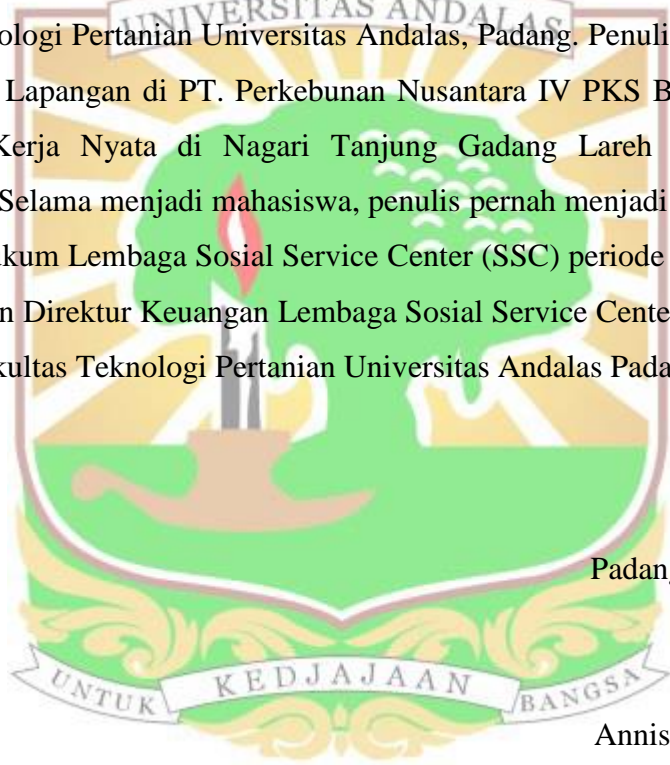 UNIVERSITAS ANDALAS
ologi Pertanian Universitas Andalas, Padang. Penuli
Lapangan di PT. Perkebunan Nusantara IV PKS B
Kerja Nyata di Nagari Tanjung Gadang Lareh
Selama menjadi mahasiswa, penulis pernah menjadi
ukum Lembaga Sosial Service Center (SSC) periode
n Direktur Keuangan Lembaga Sosial Service Cente
kultas Teknologi Pertanian Universitas Andalas Pada
Padang
UNTUK KEDJAJAAN BANGSA
Annis